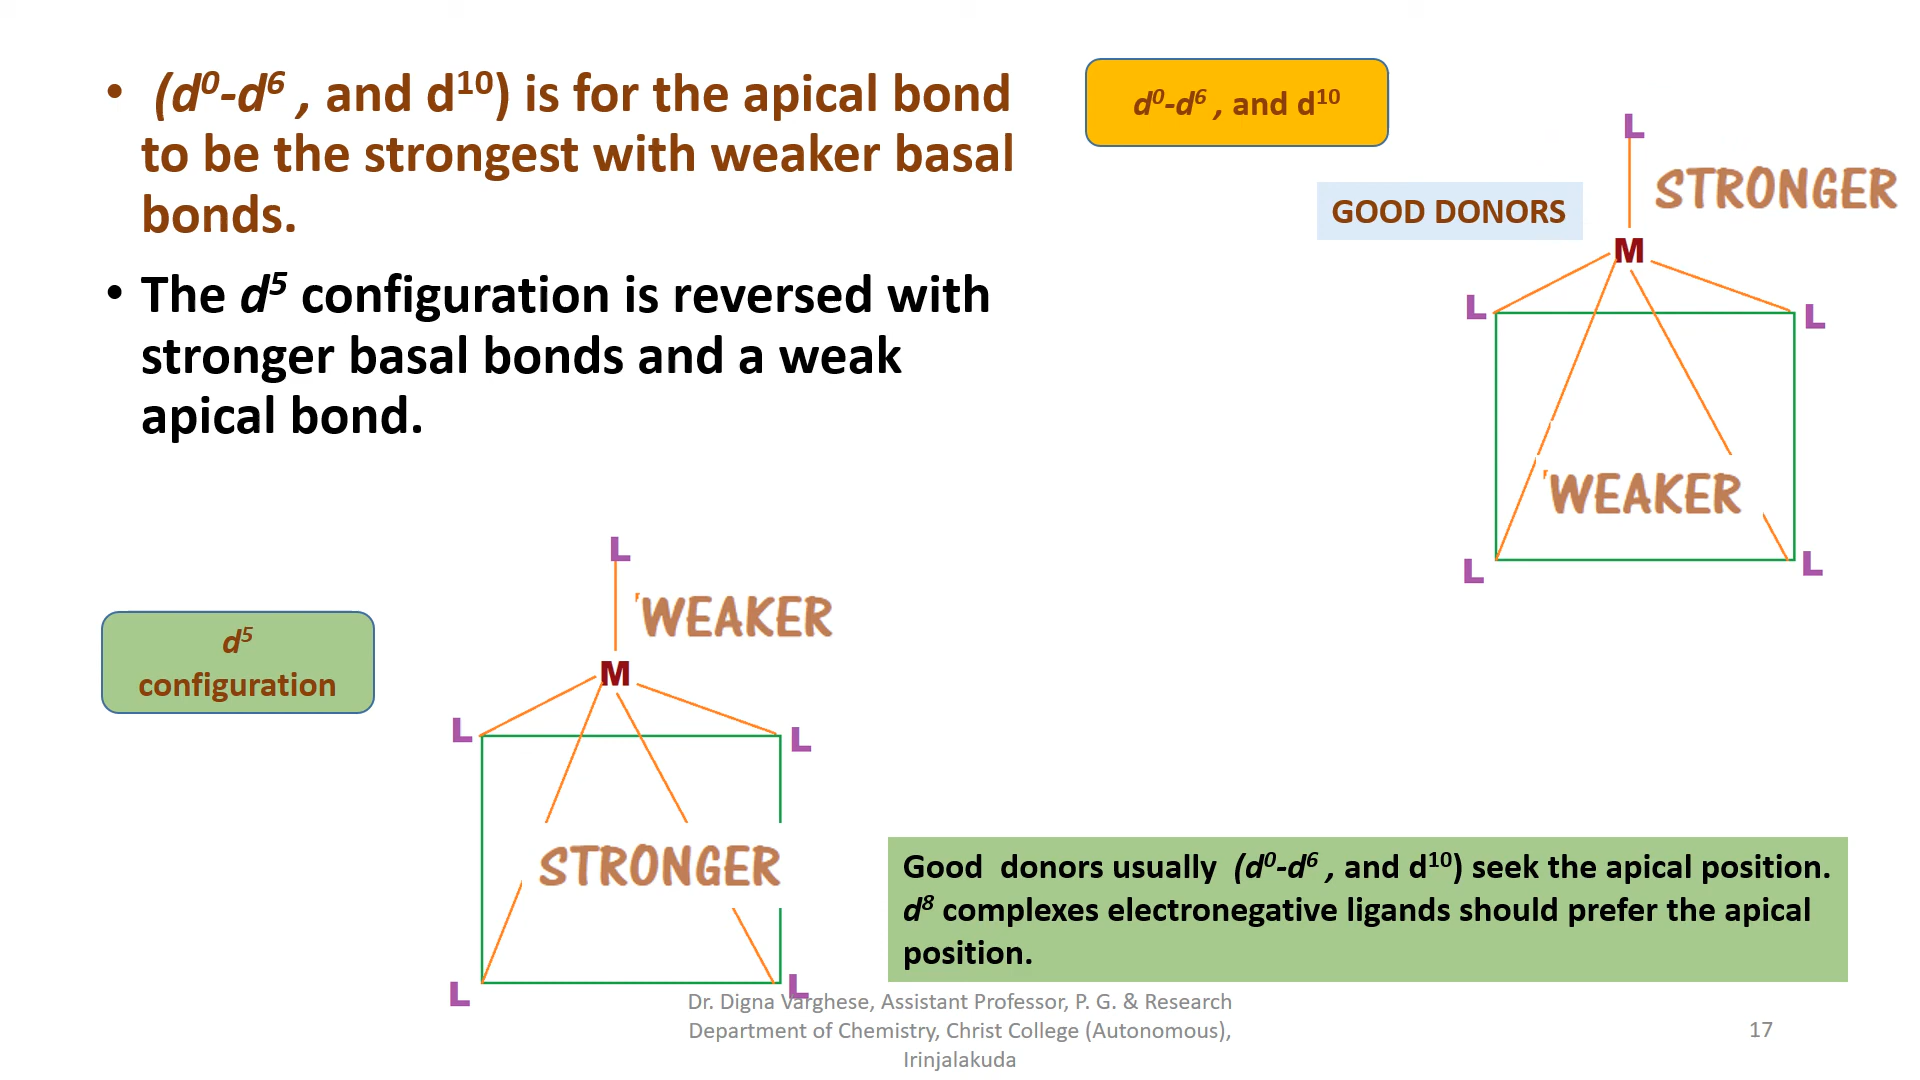 • (d⁰-d⁶ , and d¹⁰) is for the apical bond
to be the strongest with weaker basal
bonds.
• The d⁵ configuration is reversed with
stronger basal bonds and a weak
apical bond.
d⁰-d⁶ , and d¹⁰
L
STRONGER
GOOD DONORS
M
L
L
WEAKER
L
L
L
WEAKER
d⁵
configuration
M
L
L
STRONGER
L
L
Good donors usually (d⁰-d⁶ , and d¹⁰) seek the apical position.
d⁸ complexes electronegative ligands should prefer the apical
position.
Dr. Digna Varghese, Assistant Professor, P. G. & Research
Department of Chemistry, Christ College (Autonomous),
Irinjalakuda
17